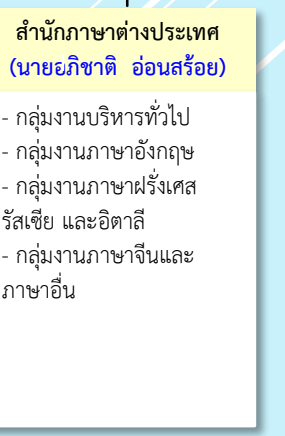 สำนักภาษาต่างประเทศ
(นายอภิชาติ อ่อนสร้อย)
- กลุ่มงานบริหารทั่วไป
- กลุ่มงานภาษาอังกฤษ
- กลุ่มงานภาษาฝรั่งเศส
รัสเซีย และอิตาลี
- กลุ่มงานภาษาจีนและ
ภาษาอื่น